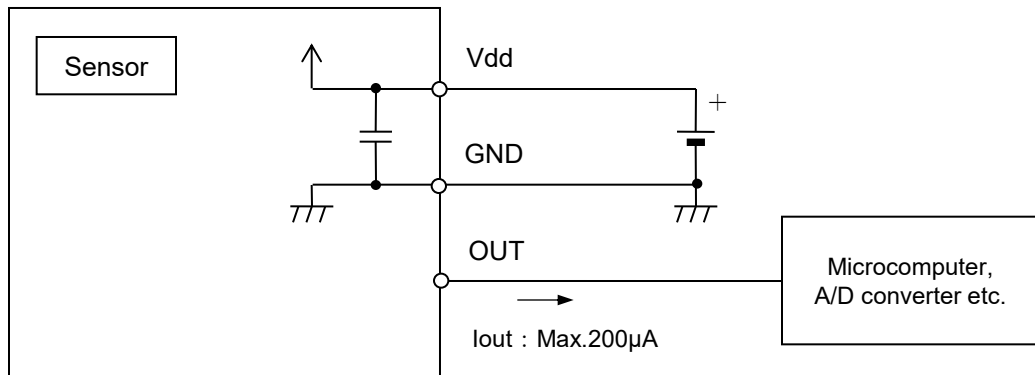 Sensor
Vdd
+
GND
OUT
Microcomputer,
A/D converter etc.
Iout : Max.200µA